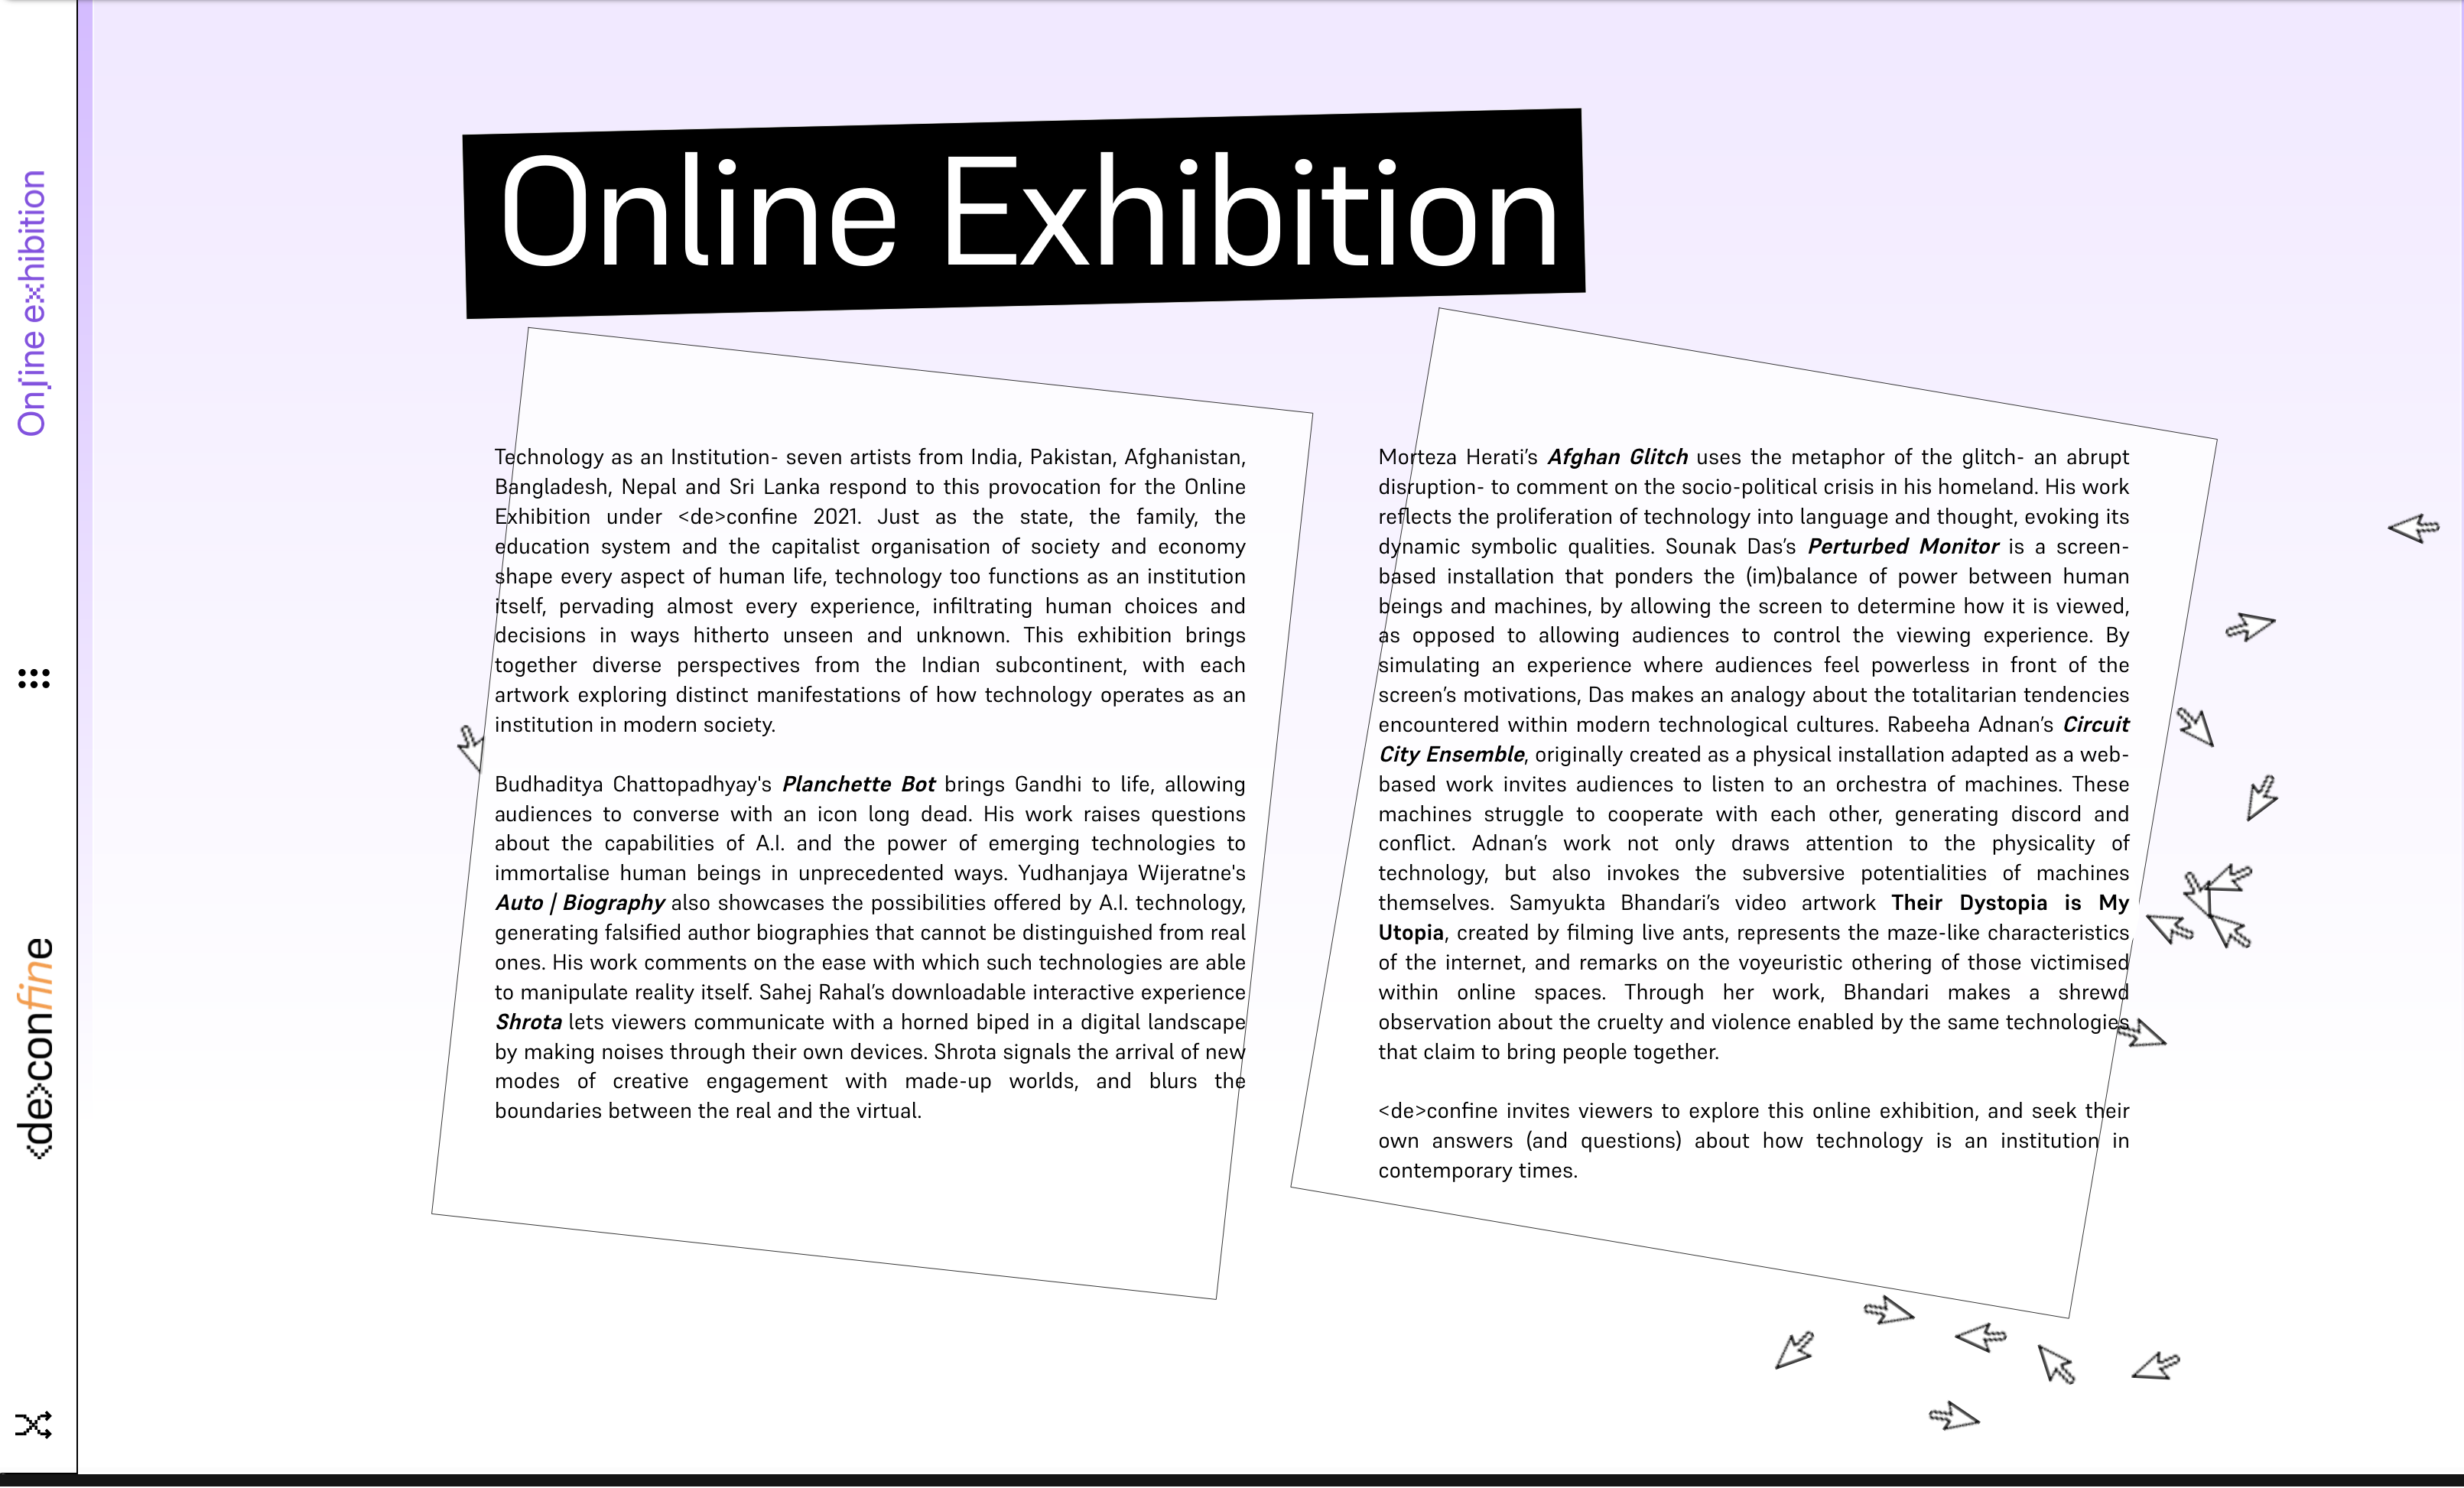 Online exhibition
<de>confine
Online Exhibition
Technology as an Institution- seven artists from India, Pakistan, Afghanistan,
Bangladesh, Nepal and Sri Lanka respond to this provocation for the Online
Exhibition under <de>confine 2021. Just as the state, the family, the
education system and the capitalist organisation of society and economy
shape every aspect of human life, technology too functions as an institution
itself, pervading almost every experience, infiltrating human choices and
decisions in ways hitherto unseen and unknown. This exhibition brings
together diverse perspectives from the Indian subcontinent, with each
artwork exploring distinct manifestations of how technology operates as an
institution in modern society.
Budhaditya Chattopadhyay's Planchette Bot brings Gandhi to life, allowing
audiences to converse with an icon long dead. His work raises questions
about the capabilities of A.I. and the power of emerging technologies to
immortalise human beings in unprecedented ways. Yudhanjaya Wijeratne's
Auto | Biography also showcases the possibilities offered by A.I. technology,
generating falsified author biographies that cannot be distinguished from real
ones. His work comments on the ease with which such technologies are able
to manipulate reality itself. Sahej Rahal’s downloadable interactive experience
Shrota lets viewers communicate with a horned biped in a digital landscape
by making noises through their own devices. Shrota signals the arrival of new
modes of creative engagement with made-up worlds, and blurs the
boundaries between the real and the virtual.
Morteza Herati’s Afghan Glitch uses the metaphor of the glitch- an abrupt
disruption- to comment on the socio-political crisis in his homeland. His work
reflects the proliferation of technology into language and thought, evoking its
dynamic symbolic qualities. Sounak Das’s Perturbed Monitor is a screen-
based installation that ponders the (im)balance of power between human
beings and machines, by allowing the screen to determine how it is viewed,
as opposed to allowing audiences to control the viewing experience. By
simulating an experience where audiences feel powerless in front of the
screen’s motivations, Das makes an analogy about the totalitarian tendencies
encountered within modern technological cultures. Rabeeha Adnan’s Circuit
City Ensemble, originally created as a physical installation adapted as a web-
based work invites audiences to listen to an orchestra of machines. These
machines struggle to cooperate with each other, generating discord and
conflict. Adnan’s work not only draws attention to the physicality of
technology, but also invokes the subversive potentialities of machines
themselves. Samyukta Bhandari’s video artwork Their Dystopia is My
Utopia, created by filming live ants, represents the maze-like characteristics
of the internet, and remarks on the voyeuristic othering of those victimised
within online spaces. Through her work, Bhandari makes a shrewd
observation about the cruelty and violence enabled by the same technologies
that claim to bring people together.
<de>confine invites viewers to explore this online exhibition, and seek their
own answers (and questions) about how technology is an institution in
contemporary times.